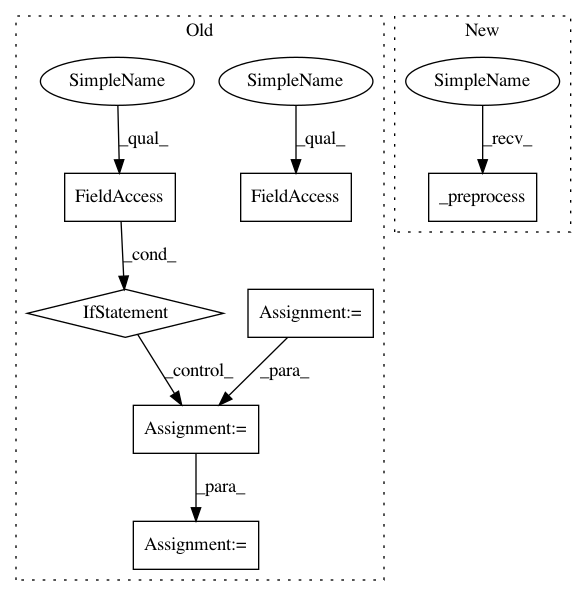 Old
New
SimpleName
SimpleName
SimpleName
_qual_
_qual_
_recv_
FieldAccess
FieldAccess
_preprocess
_cond_
IfStatement
Assignment:=
_control_
_para_
Assignment:=
_para_
Assignment:=